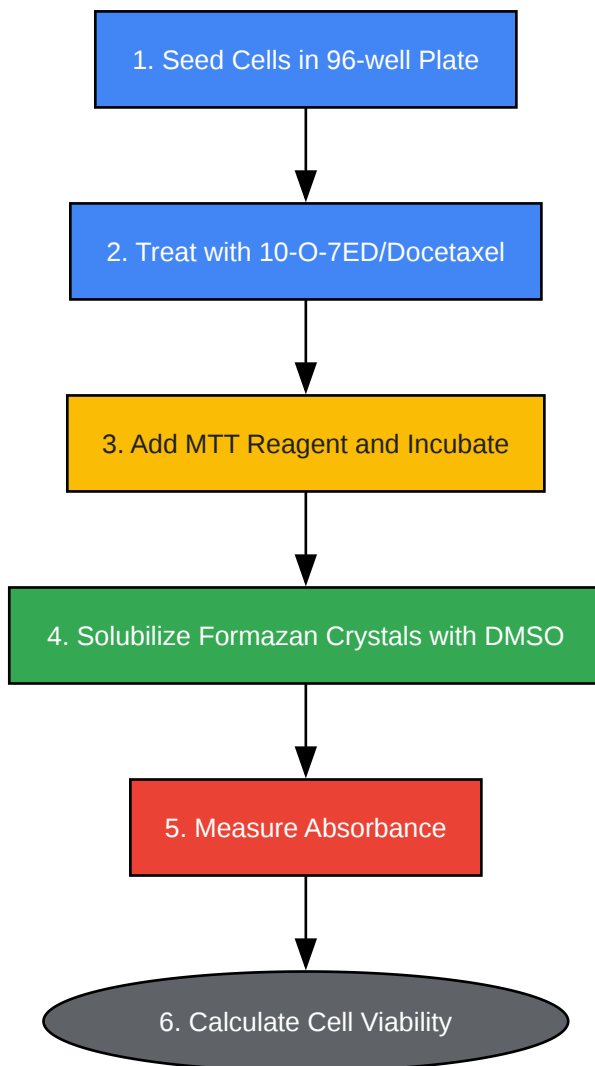 1. Seed Cells in 96-well Plate
2. Treat with 10-O-7ED/Docetaxel
3. Add MTT Reagent and Incubate
4. Solubilize Formazan Crystals with DMSO
5. Measure Absorbance
6. Calculate Cell Viability